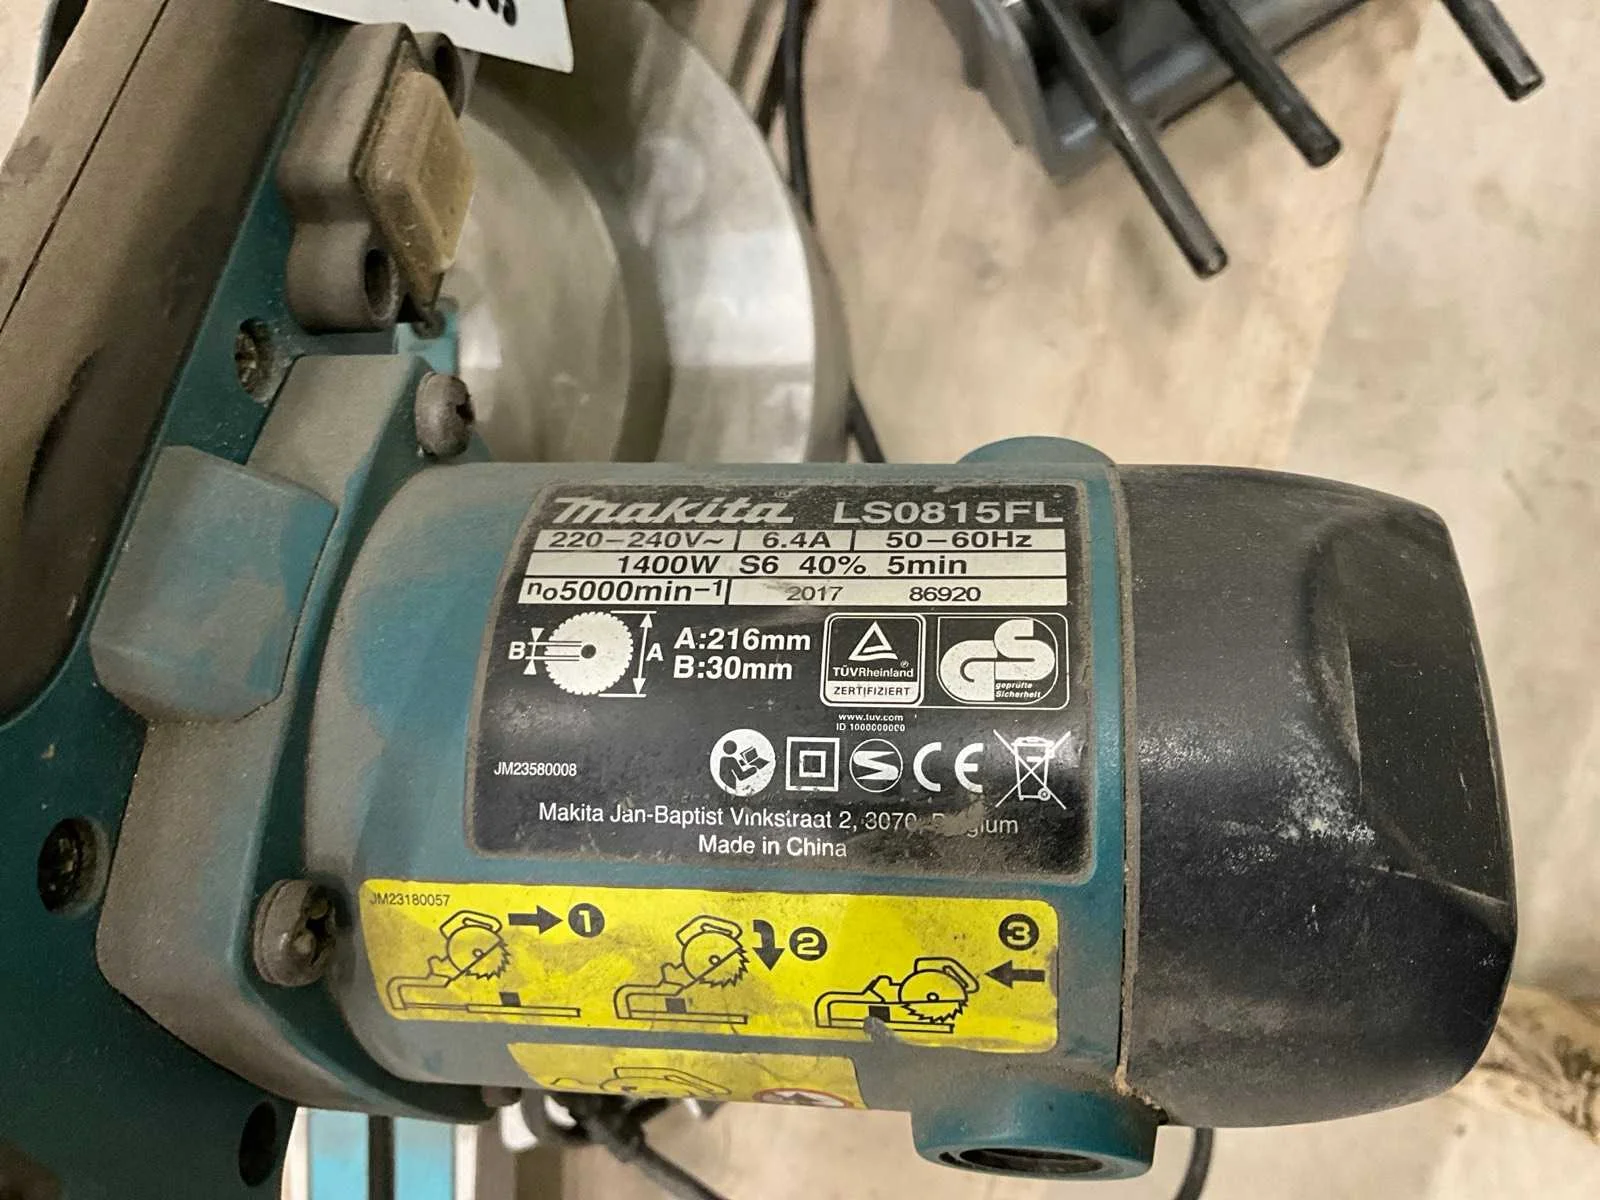 makita LS0815FL
220-240V~ 6.4A 50-60Hz
1400W S6 40% 5min
no5000min-1 2017 86920
B A A:216mm
B:30mm
TÜVRheinland®
ZERTIFIZIERT
GS
geprüfte
Sicherheit
www.tuv.com
ID 1000000000
JM23580008
S CE
Makita Jan-Baptist Vinkstraat 2, 3070
Made in China
JM23180057
1 2 3